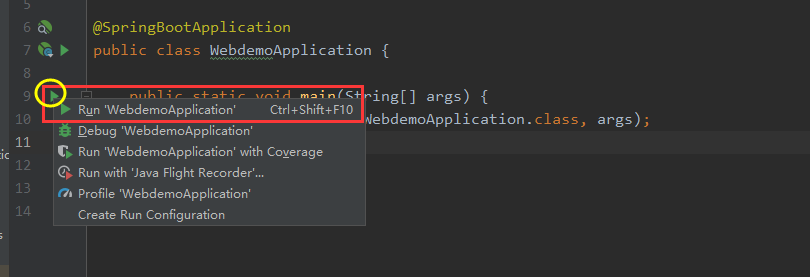 5
6 @SpringBootApplication
7 public class WebdemoApplication {
8
9 public static void main(String[] args) {
Run 'WebdemoApplication' Ctrl+Shift+F10
10 WebdemoApplication.class, args);
Debug 'WebdemoApplication'
11
Run 'WebdemoApplication' with Coverage
12
Run with 'Java Flight Recorder'...
13 Profile 'WebdemoApplication'
14 Create Run Configuration